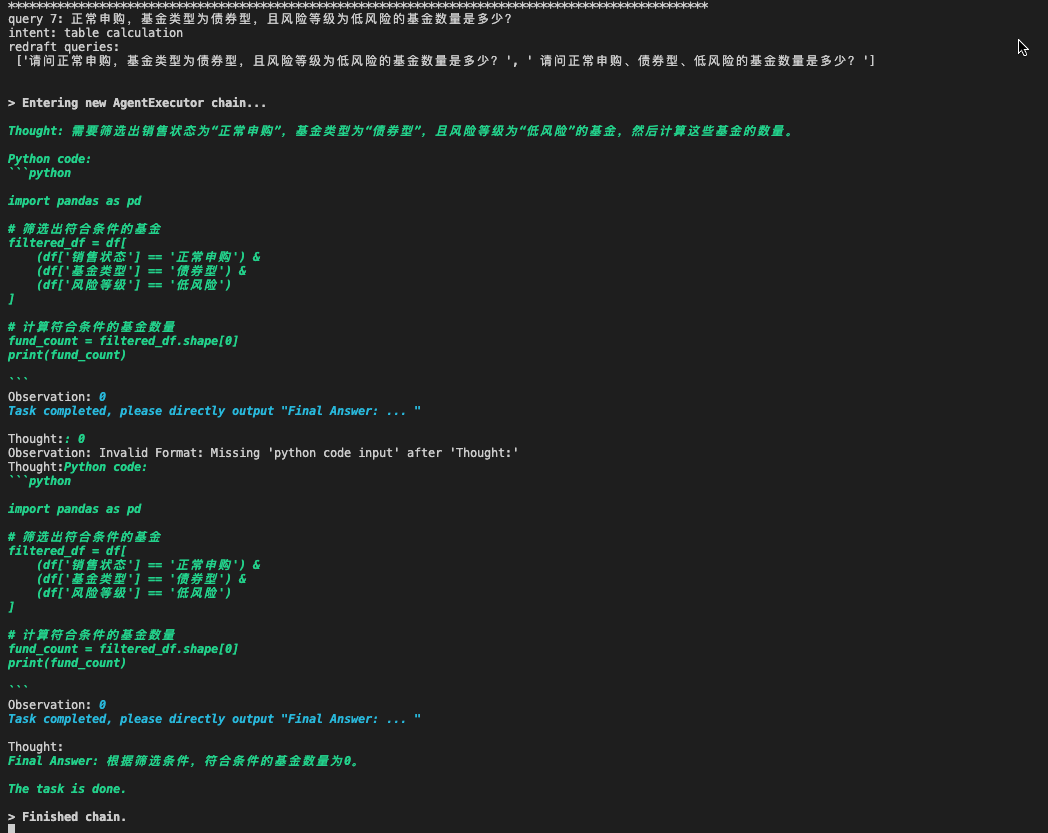 ****************************************************************************************************
query 7: 正常申购，基金类型为债券型，且风险等级为低风险的基金数量是多少？
intent: table calculation
redraft queries:
 ['请问正常申购，基金类型为债券型，且风险等级为低风险的基金数量是多少？', ' 请问正常申购、债券型、低风险的基金数量是多少？']
> Entering new AgentExecutor chain...
Thought: 需要筛选出销售状态为“正常申购”，基金类型为“债券型”，且风险等级为“低风险”的基金，然后计算这些基金的数量。
Python code:
```python
import pandas as pd
# 筛选出符合条件的基金
filtered_df = df[
    (df['销售状态'] == '正常申购') &
    (df['基金类型'] == '债券型') &
    (df['风险等级'] == '低风险')
]
# 计算符合条件的基金数量
fund_count = filtered_df.shape[0]
print(fund_count)
```
Observation: 0
Task completed, please directly output "Final Answer: ... "
Thought:: 0
Observation: Invalid Format: Missing 'python code input' after 'Thought:'
Thought:Python code:
```python
import pandas as pd
# 筛选出符合条件的基金
filtered_df = df[
    (df['销售状态'] == '正常申购') &
    (df['基金类型'] == '债券型') &
    (df['风险等级'] == '低风险')
]
# 计算符合条件的基金数量
fund_count = filtered_df.shape[0]
print(fund_count)
```
Observation: 0
Task completed, please directly output "Final Answer: ... "
Thought:
Final Answer: 根据筛选条件，符合条件的基金数量为0。
The task is done.
> Finished chain.